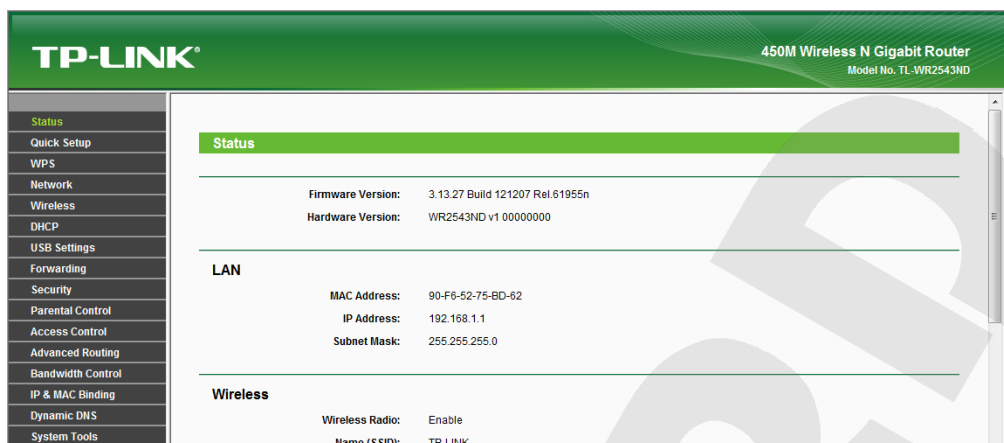 TP-LINK®
450M Wireless N Gigabit Router
Model No. TL-WR2543ND
Status
Quick Setup
WPS
Network
Wireless
DHCP
USB Settings
Forwarding
Security
Parental Control
Access Control
Advanced Routing
Bandwidth Control
IP & MAC Binding
Dynamic DNS
System Tools
Status
Firmware Version: 3.13.27 Build 121207 Rel.61955n
Hardware Version: WR2543ND v1 00000000
LAN
MAC Address: 90-F6-52-75-BD-62
IP Address: 192.168.1.1
Subnet Mask: 255.255.255.0
Wireless
Wireless Radio: Enable
Name (SSID): TP-LINK